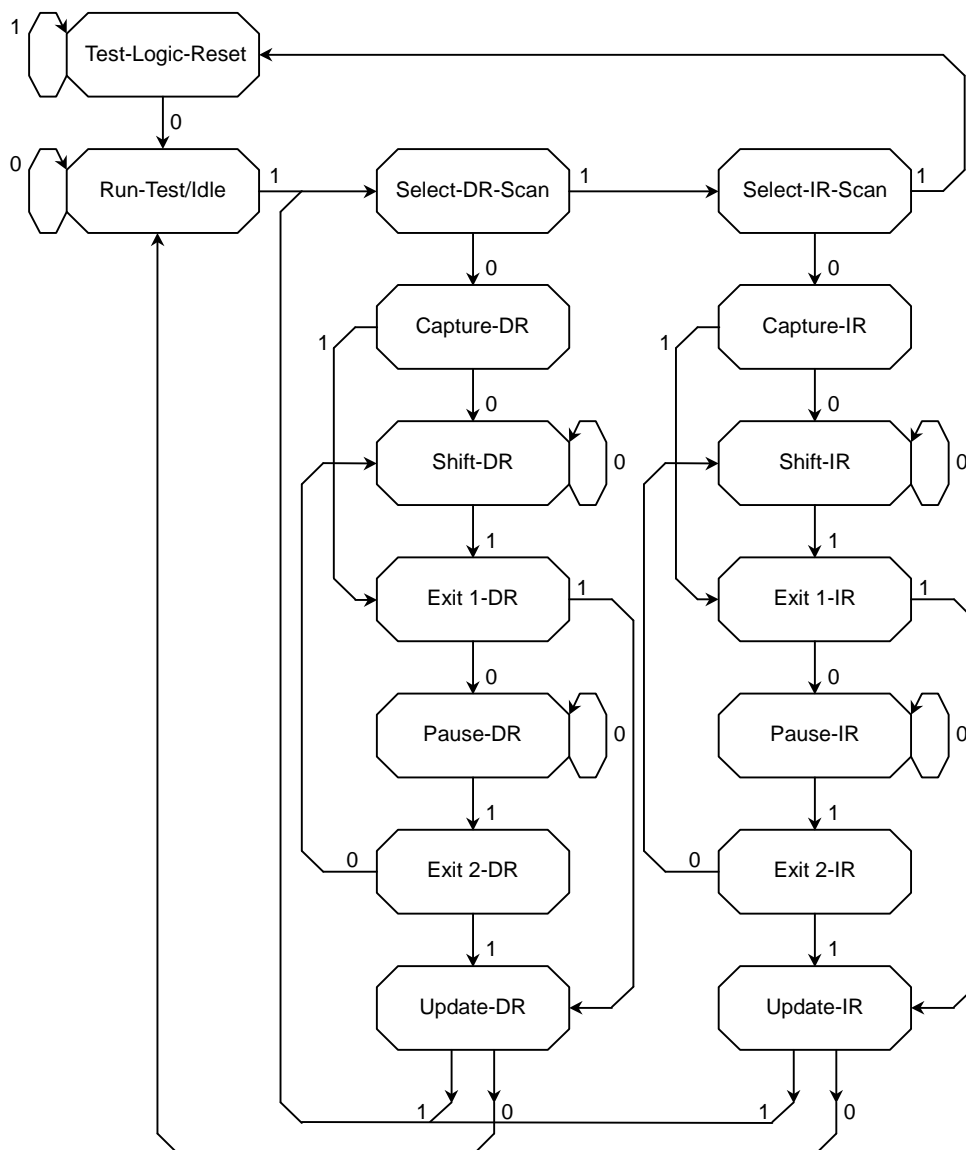 1
Test-Logic-Reset
0
0
Run-Test/Idle
1
Select-DR-Scan
1
Select-IR-Scan
1
0
0
1
Capture-DR
1
Capture-IR
0
0
Shift-DR
0
Shift-IR
0
1
1
Exit 1-DR
1
Exit 1-IR
1
0
0
Pause-DR
0
Pause-IR
0
1
1
0
Exit 2-DR
0
Exit 2-IR
1
1
Update-DR
Update-IR
1
0
1
0